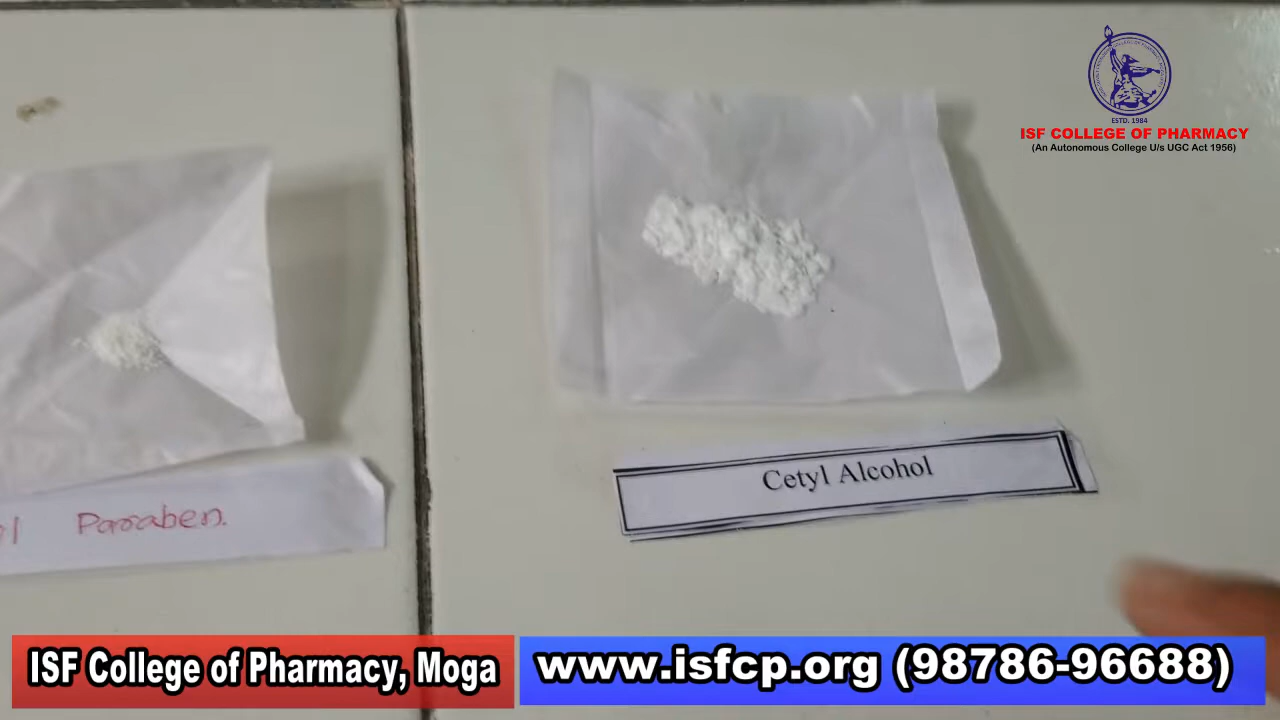 ESTD. 1984
ISF COLLEGE OF PHARMACY
(An Autonomous College U/s UGC Act 1956)
Cetyl Alcohol
Paraben.
ISF College of Pharmacy, Moga
www.isfcp.org (98786-96688)